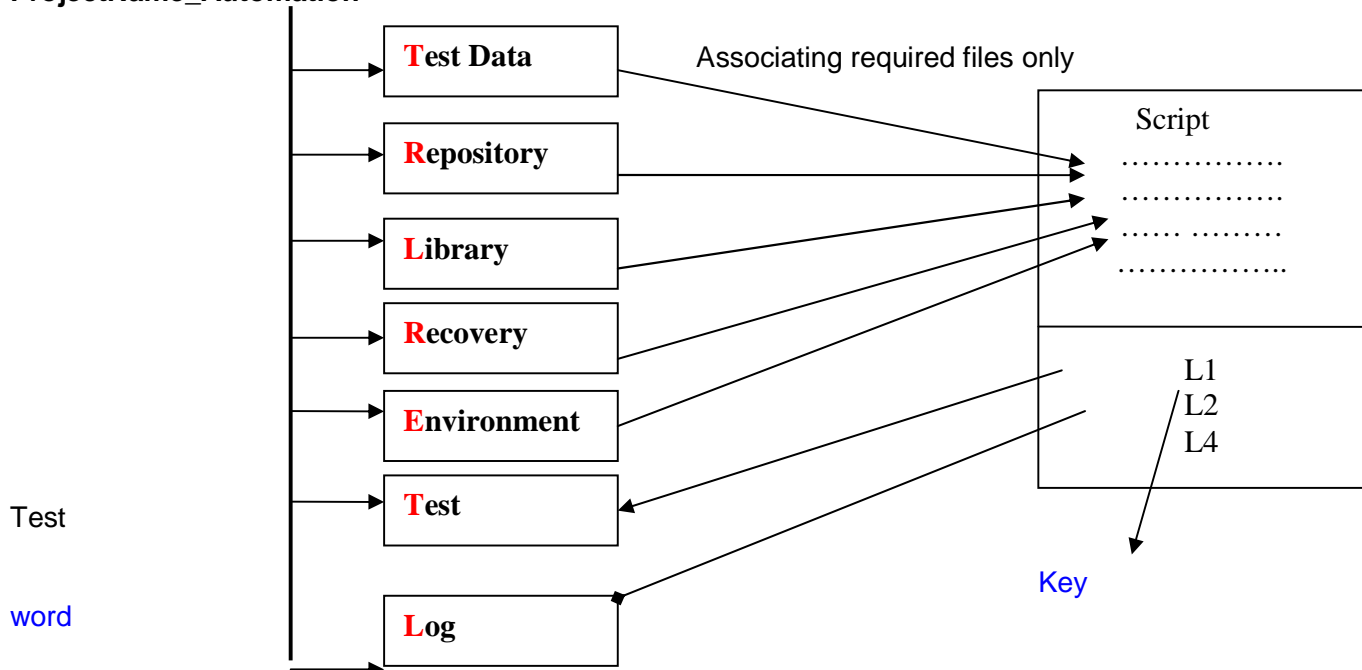 Test Data
Associating required files only
Script
…………….
Repository
…………….
Library
…… ………
……………..
Recovery
L1
Environment
L2
L4
Test
Test
Key
word
Log